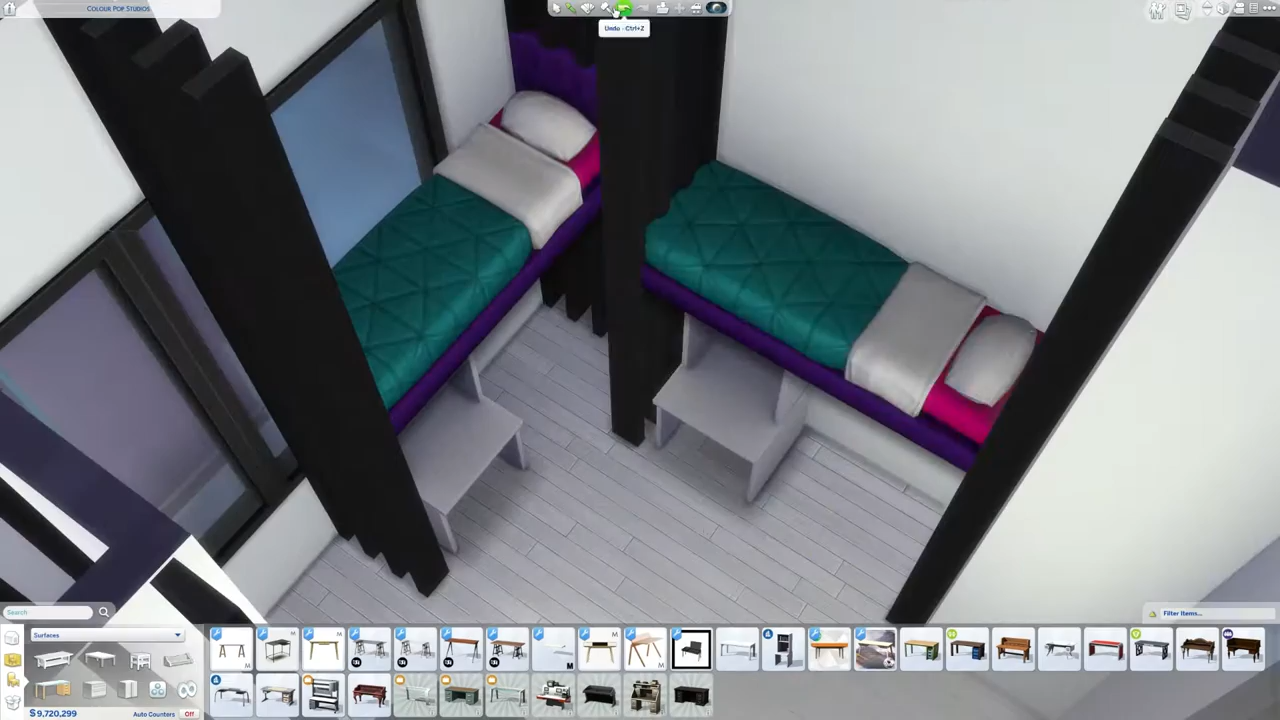 COLOUR POP STUDIOS
Undo - Ctrl+Z
Search
Filter Items...
Surfaces
$9,720,299
Auto Counters
Off